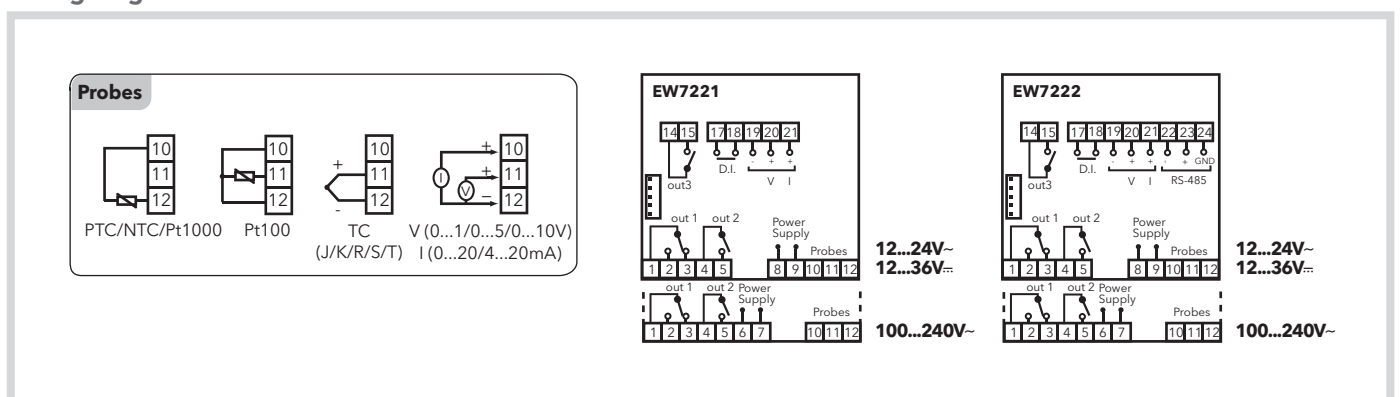 Probes
10
11
12
PTC/NTC/Pt1000
10
11
12
Pt100
+
-
10
11
12
TC
(J/K/R/S/T)
I
V
+
+
–
10
11
12
V (0...1/0...5/0...10V)
I (0...20/4...20mA)
EW7221
14 15 17 18 19 20 21
D.I. - + +
V I
out3
out 1 out 2 Power
Supply
Probes
1 2 3 4 5 8 9 10 11 12
12...24V~
12...36V⎓
out 1 out 2 Power
Supply
Probes
1 2 3 4 5 6 7 10 11 12
100...240V~
EW7222
14 15 17 18 19 20 21 22 23 24
D.I. - + + - + GND
V I RS-485
out3
out 1 out 2 Power
Supply
Probes
1 2 3 4 5 8 9 10 11 12
12...24V~
12...36V⎓
out 1 out 2 Power
Supply
Probes
1 2 3 4 5 6 7 10 11 12
100...240V~